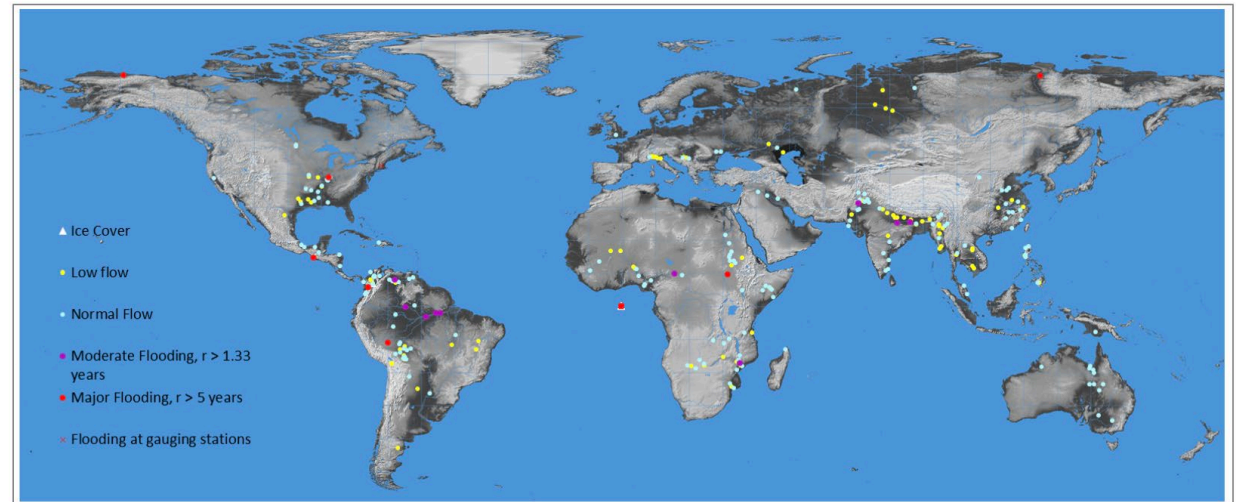 Ice Cover
Low flow
Normal Flow
Moderate Flooding, r > 1.33
years
Major Flooding, r > 5 years
Flooding at gauging stations